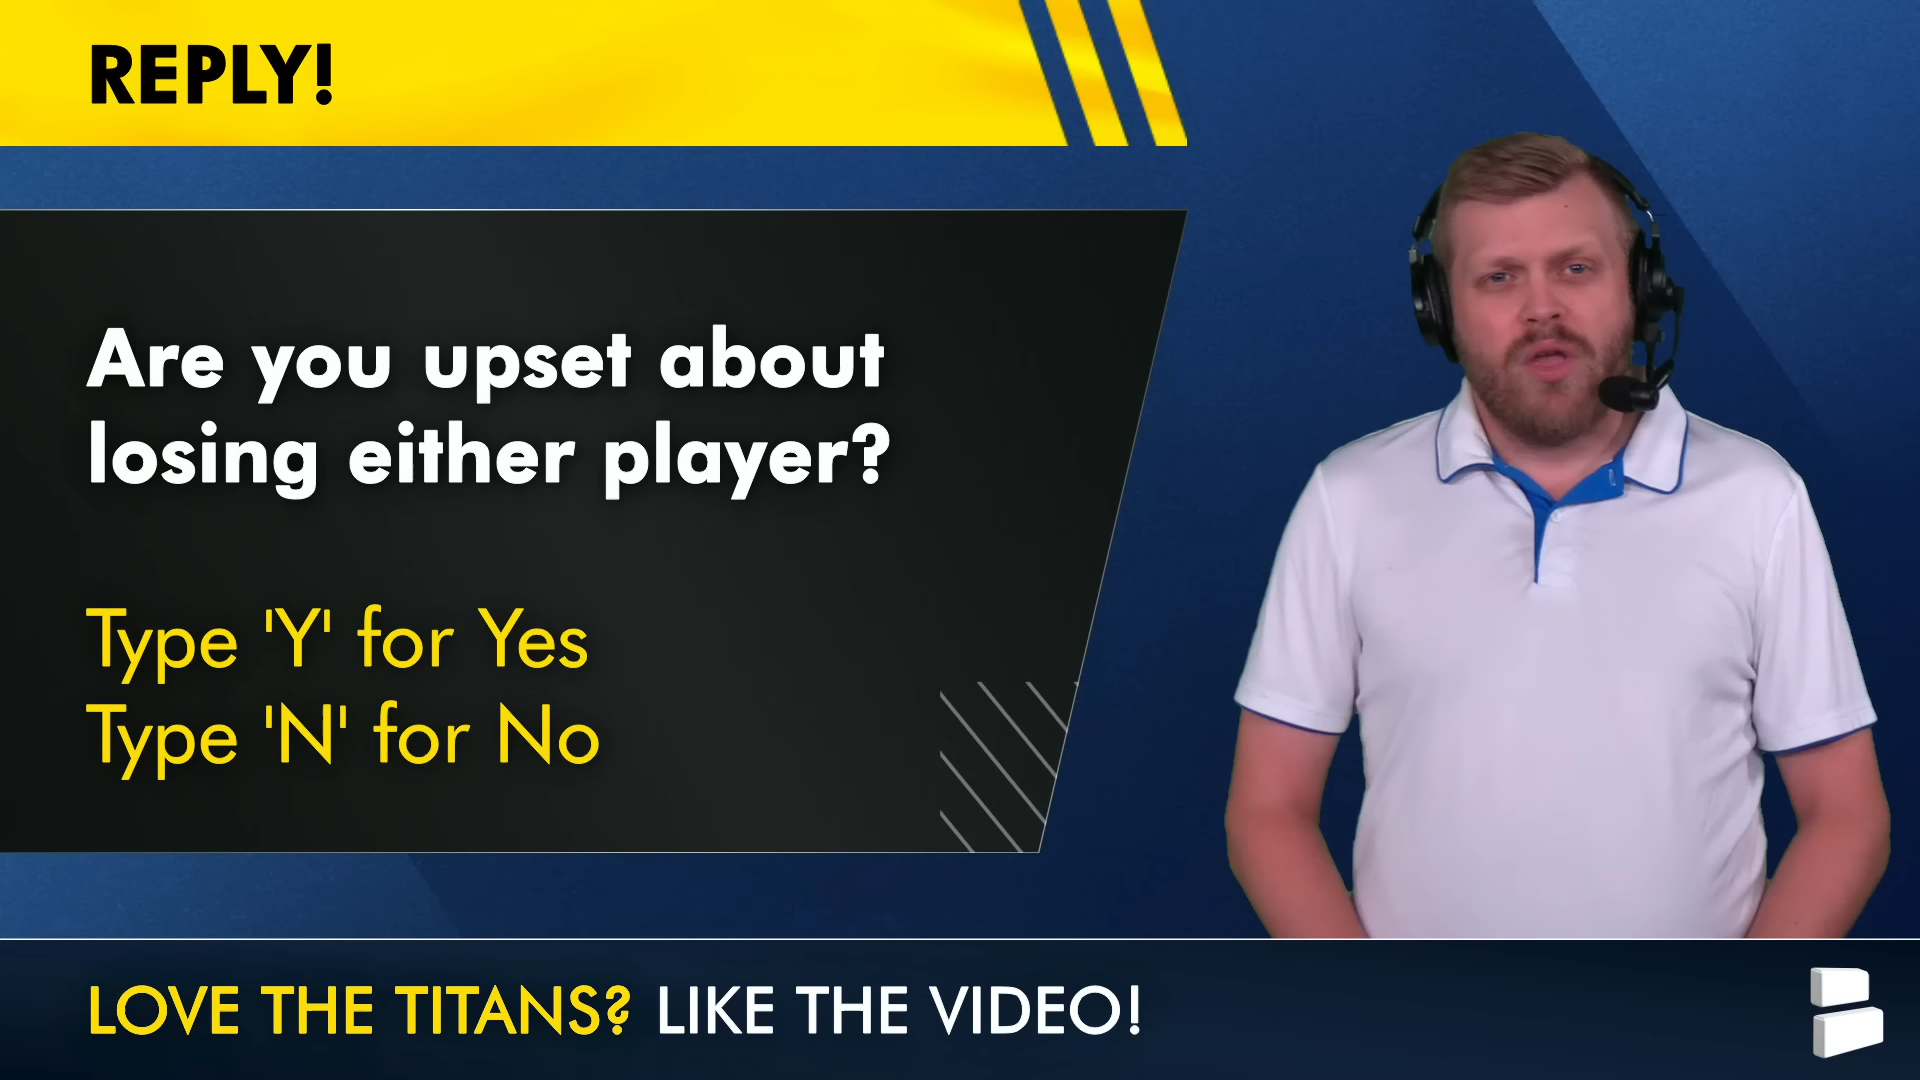 REPLY!
Are you upset about
losing either player?
Type 'Y' for Yes
Type 'N' for No
LOVE THE TITANS? LIKE THE VIDEO!